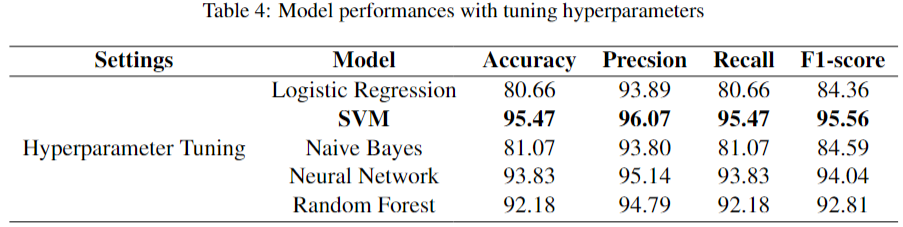 Table 4: Model performances with tuning hyperparameters
Settings Model Accuracy Precsion Recall F1-score
Logistic Regression 80.66 93.89 80.66 84.36
SVM 95.47 96.07 95.47 95.56
Hyperparameter Tuning Naive Bayes 81.07 93.80 81.07 84.59
Neural Network 93.83 95.14 93.83 94.04
Random Forest 92.18 94.79 92.18 92.81